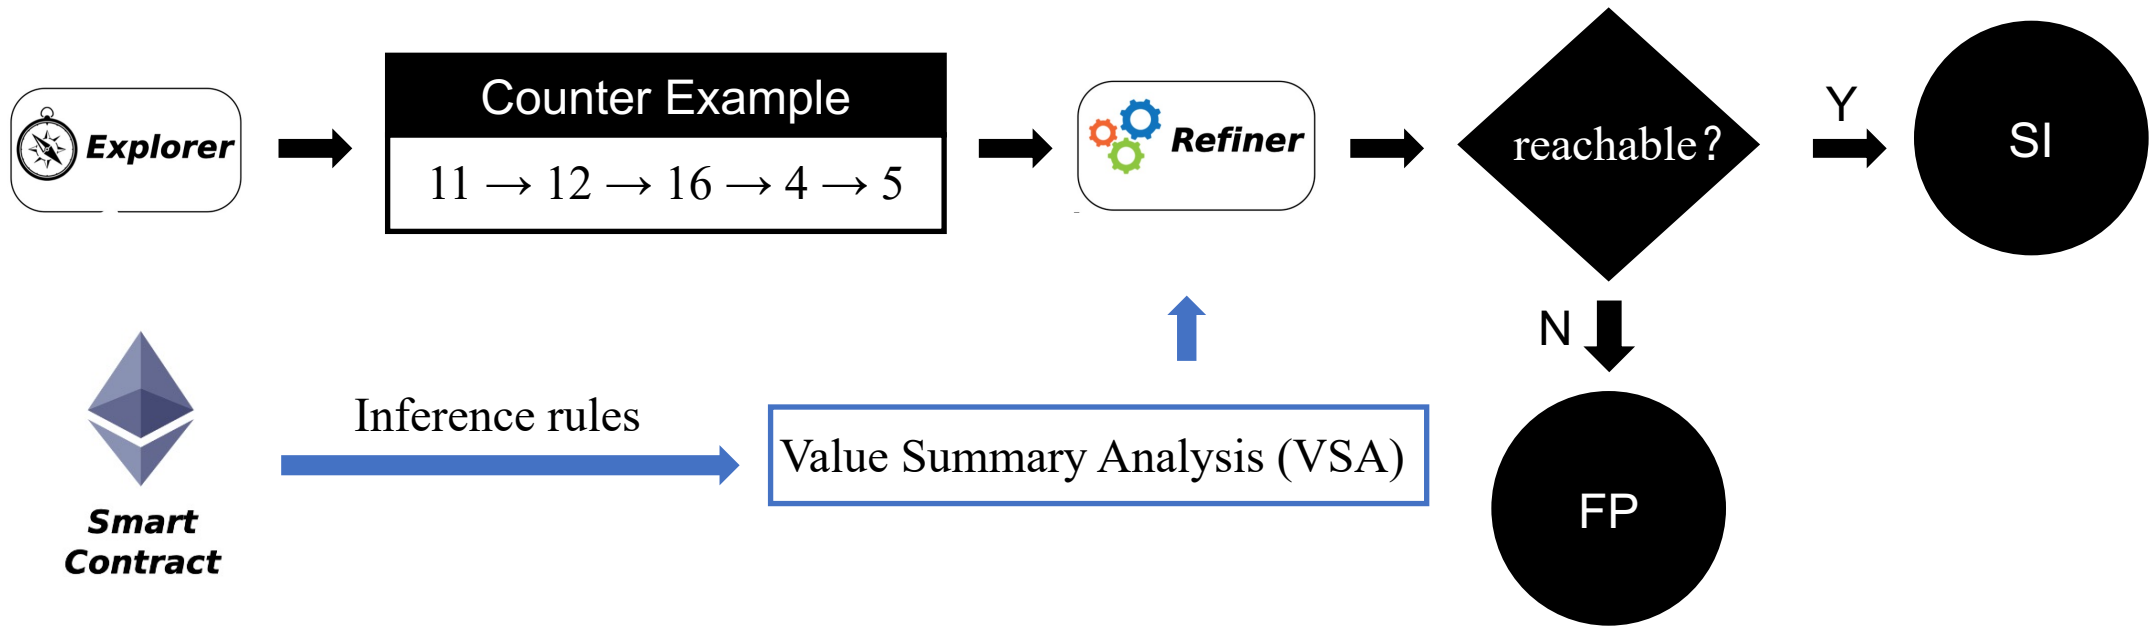 Explorer
Counter Example
11 → 12 → 16 → 4 → 5
Refiner
reachable?
Y
SI
N
FP
Smart
Contract
Inference rules
Value Summary Analysis (VSA)